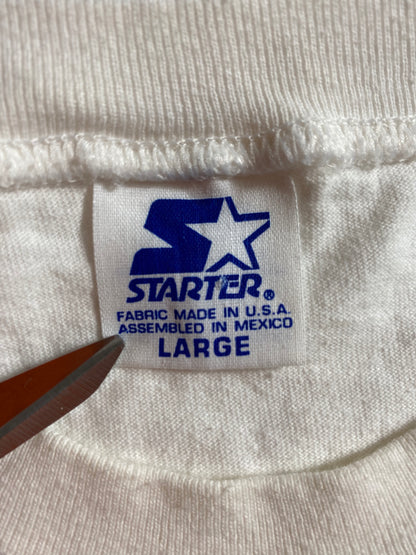 STARTER®
FABRIC MADE IN U.S.A.
ASSEMBLED IN MEXICO
LARGE